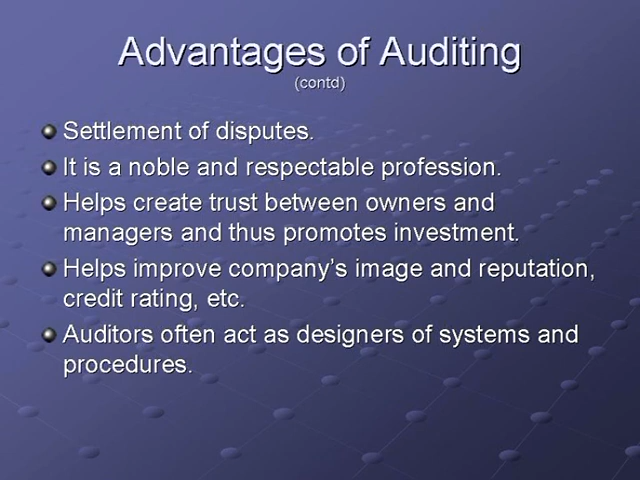 Advantages of Auditing
(contd)
Settlement of disputes.
It is a noble and respectable profession.
Helps create trust between owners and
managers and thus promotes investment.
Helps improve company's image and reputation,
credit rating, etc.
Auditors often act as designers of systems and
procedures.